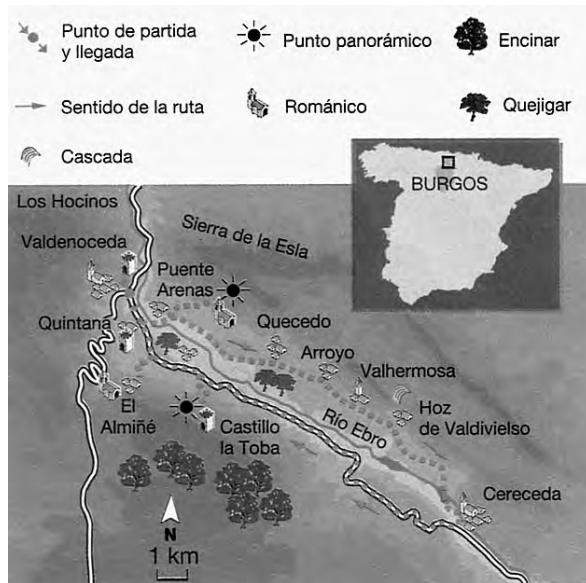 Punto de partida
y llegada
Punto panorámico
Encinar
Sentido de la ruta
Románico
Quejigar
Cascada
BURGOS
Los Hocinos
Sierra de la Esla
Valdenoceda
Puente
Arenas
Quintana
Quecedo
Arroyo
Valhermosa
El
Almiñé
Río Ebro
Hoz
de Valdivielso
Castillo
la Toba
Cereceda
N
1 km